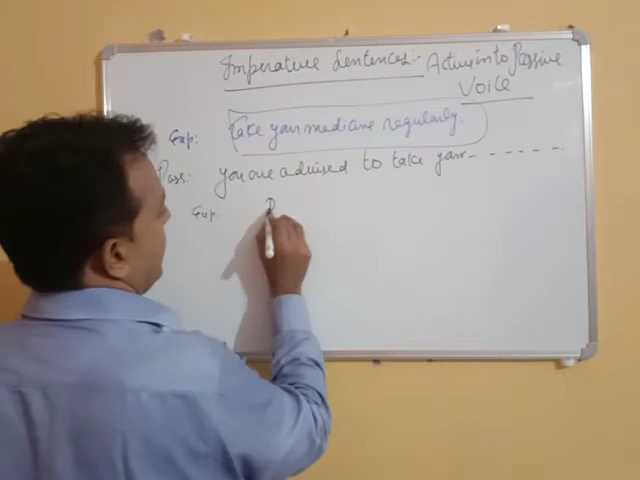 Imperative Sentences:- Active into Passive
Voice
Exp: Take your medicine regularly.
Pass: you are advised to take your - - - - - - .
Exp: D